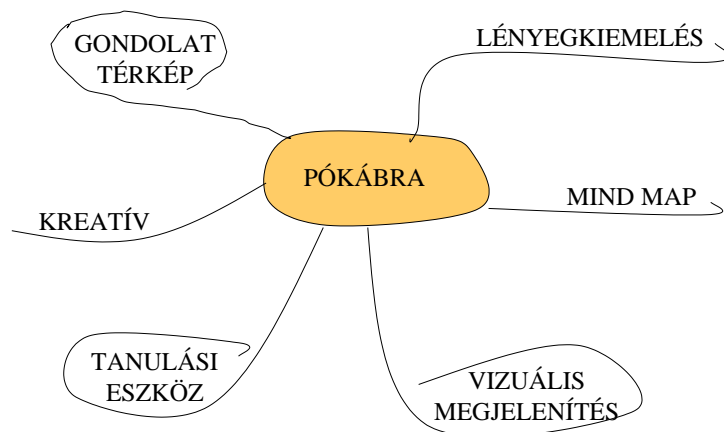 GONDOLAT
TÉRKÉP
LÉNYEGKIEMELÉS
PÓKÁBRA
MIND MAP
KREATÍV
TANULÁSI
ESZKÖZ
VIZUÁLIS
MEGJELENÍTÉS